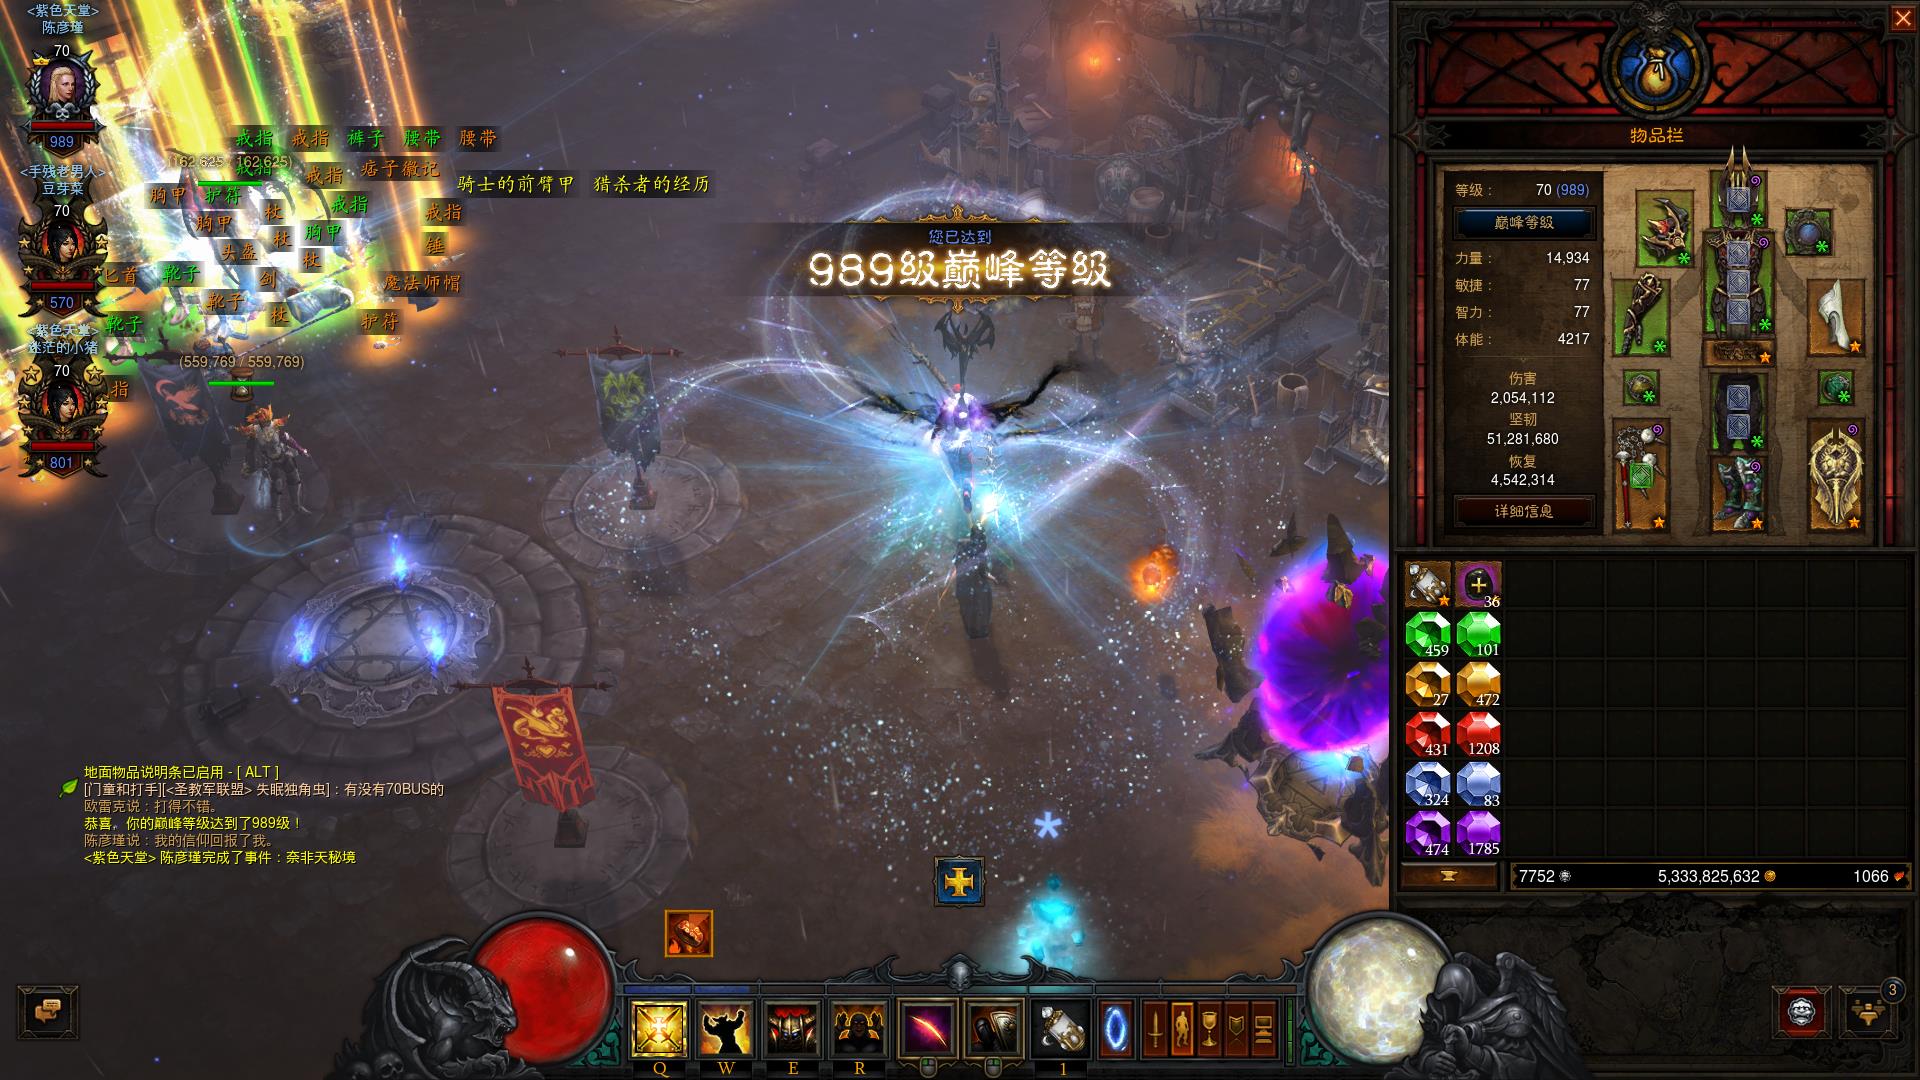 <紫色天堂>
陈彦瑾
70
989
<手残老男人>
豆芽菜
70
570
<紫色天堂>
迷茫的小猪
70
801
戒指 戒指 裤子 腰带 腰带
(162,625 / 162,625)
戒指 戒指 痞子徽记
骑士的前臂甲 猎杀者的经历
胸甲 护符 杖 戒指 戒指
胸甲 杖 胸甲 锤
头盔 杖
匕首 靴子 剑 魔法师帽
靴子 杖 护符
靴子
(559,769 / 559,769)
指
您已达到
989级巅峰等级
地面物品说明条已启用 - [ ALT ]
[门童和打手][<圣教军联盟> 失眠独角虫]：有没有70BUS的
欧雷克说：打得不错。
恭喜，你的巅峰等级达到了989级！
陈彦瑾说：我的信仰回报了我。
<紫色天堂> 陈彦瑾完成了事件：奈非天秘境
Q W E R 1
物品栏
等级： 70 (989)
巅峰等级
力量： 14,934
敏捷： 77
智力： 77
体能： 4217
伤害
2,054,112
坚韧
51,281,680
恢复
4,542,314
详细信息
36
459 101
27 472
431 1208
324 83
474 1785
7752 5,333,825,632 1066
3